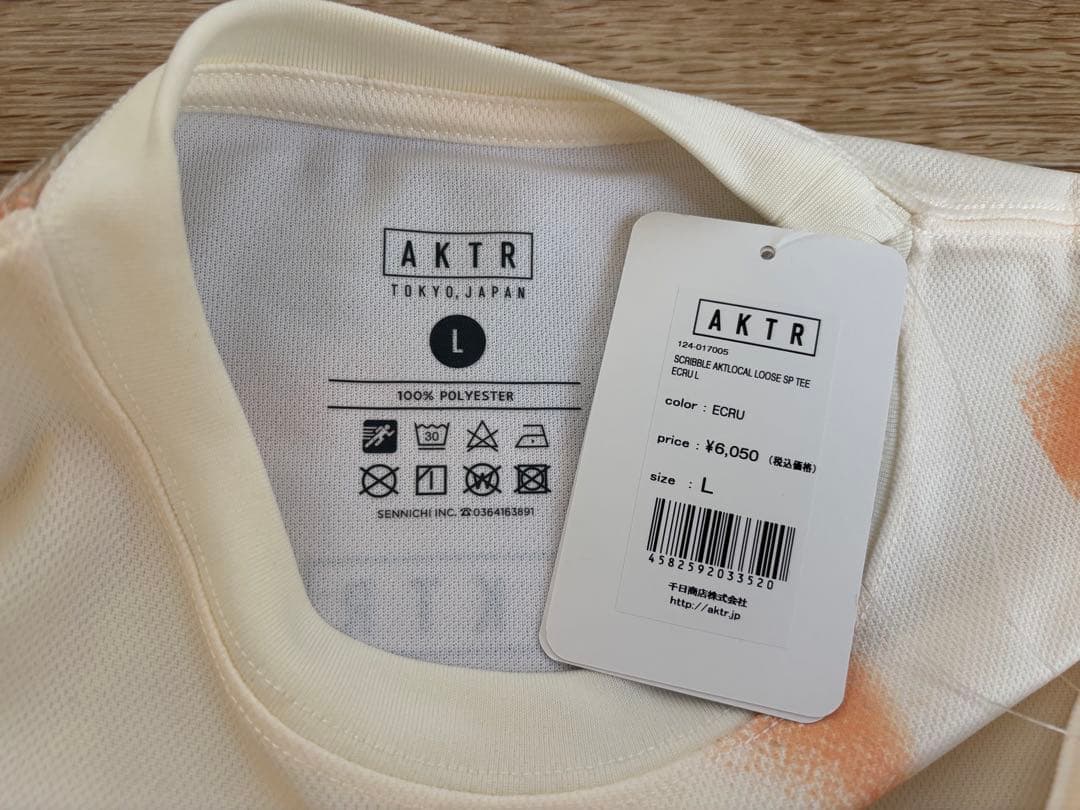 AKTR
TOKYO, JAPAN
L
100% POLYESTER
30
W
SENNICHI INC. ☎0364163891
AKTR
124-017005
SCRIBBLE AKTLOCAL LOOSE SP TEE
ECRU L
color : ECRU
price : ¥6,050 (税込価格)
size : L
4582592033520
千日商店株式会社
http://aktr.jp